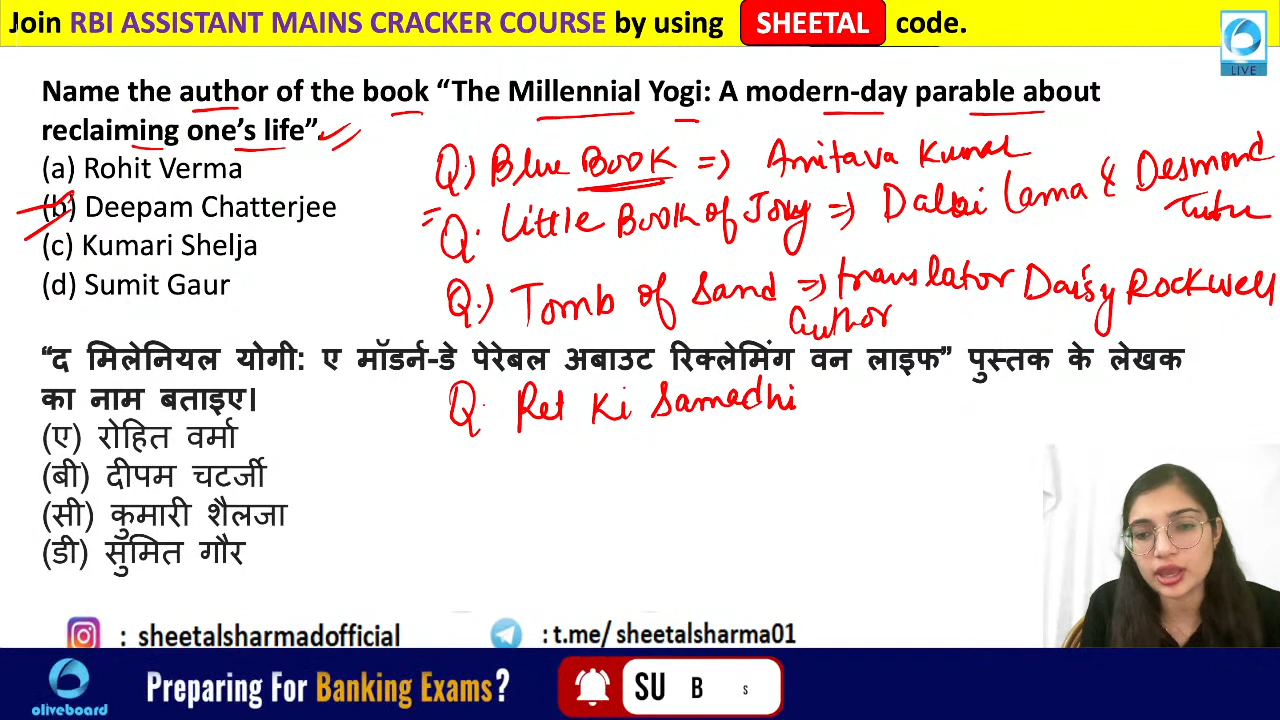 Join RBI ASSISTANT MAINS CRACKER COURSE by using SHEETAL code.
LIVE
Name the author of the book “The Millennial Yogi: A modern-day parable about
reclaiming one’s life”.
(a) Rohit Verma
(b) Deepam Chatterjee
(c) Kumari Shelja
(d) Sumit Gaur
Q) Blue Book => Amitava Kumar
Q. Little Book of Joy => Dalai Lama & Desmond
Tutu
Q.) Tomb of Sand => translator Daisy Rockwell
author
“द मिलेनियल योगी: ए मॉडर्न-डे पेरेबल अबाउट रिक्लेमिंग वन लाइफ” पुस्तक के लेखक
का नाम बताइए।
Q. Ret Ki Samadhi
(ए) रोहित वर्मा
(बी) दीपम चटर्जी
(सी) कुमारी शैलजा
(डी) सुमित गौर
: sheetalsharmadofficial
: t.me/ sheetalsharma01
oliveboard
Preparing For Banking Exams?
SU B s